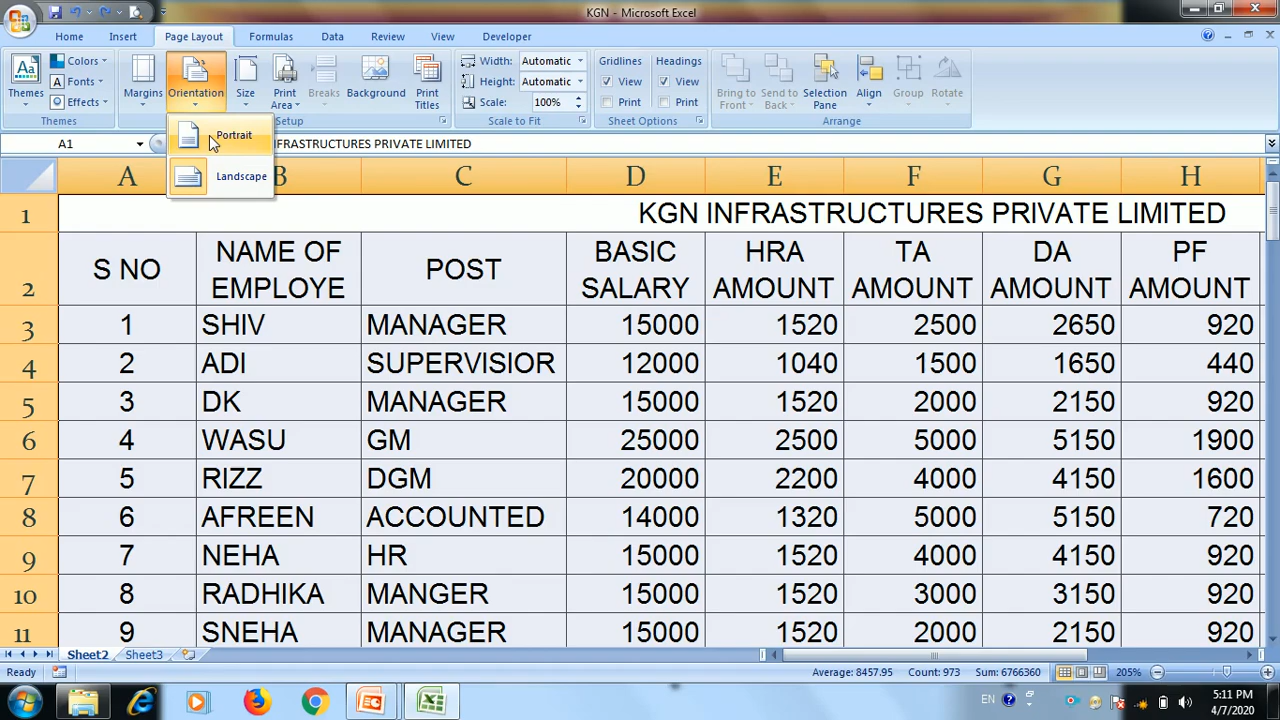 KGN - Microsoft Excel
Home Insert Page Layout Formulas Data Review View Developer
Colors Width: Automatic Gridlines Headings
Fonts Height: Automatic View View
Themes Effects Margins Orientation Size Print Area Breaks Background Print Titles Scale: 100% Print Print Bring to Front Send to Back Selection Pane Align Group Rotate
Themes Setup Scale to Fit Sheet Options Arrange
Portrait
Landscape
A1 FRASTRUCTURES PRIVATE LIMITED
A B C D E F G H
1 KGN INFRASTRUCTURES PRIVATE LIMITED
2 S NO NAME OF EMPLOYE POST BASIC SALARY HRA AMOUNT TA AMOUNT DA AMOUNT PF AMOUNT
3 1 SHIV MANAGER 15000 1520 2500 2650 920
4 2 ADI SUPERVISIOR 12000 1040 1500 1650 440
5 3 DK MANAGER 15000 1520 2000 2150 920
6 4 WASU GM 25000 2500 5000 5150 1900
7 5 RIZZ DGM 20000 2200 4000 4150 1600
8 6 AFREEN ACCOUNTED 14000 1320 5000 5150 720
9 7 NEHA HR 15000 1520 4000 4150 920
10 8 RADHIKA MANGER 15000 1520 3000 3150 920
11 9 SNEHA MANAGER 15000 1520 2000 2150 920
Sheet2 Sheet3
Ready Average: 8457.95 Count: 973 Sum: 6766360 205%
EN 5:11 PM
4/7/2020